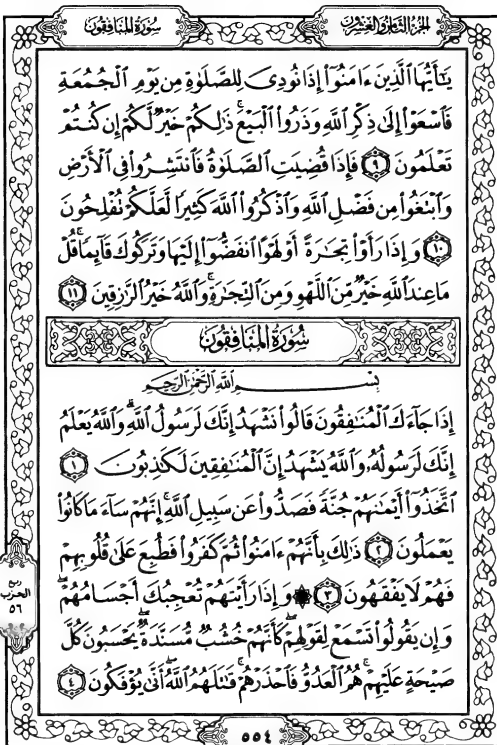 الجزء الثامن والعشرون
سورة المنافقون
يَٰٓأَيُّهَا ٱلَّذِينَ ءَامَنُوٓا۟ إِذَا نُودِىَ لِلصَّلَوٰةِ مِن يَوْمِ ٱلْجُمُعَةِ
فَٱسْعَوْا۟ إِلَىٰ ذِكْرِ ٱللَّهِ وَذَرُوا۟ ٱلْبَيْعَ ۚ ذَٰلِكُمْ خَيْرٌ لَّكُمْ إِن كُنتُمْ
تَعْلَمُونَ ٩ فَإِذَا قُضِيَتِ ٱلصَّلَوٰةُ فَٱنتَشِرُوا۟ فِى ٱلْأَرْضِ
وَٱبْتَغُوا۟ مِن فَضْلِ ٱللَّهِ وَٱذْكُرُوا۟ ٱللَّهَ كَثِيرًا لَّعَلَّكُمْ تُفْلِحُونَ
١٠ وَإِذَا رَأَوْا۟ تِجَٰرَةً أَوْ لَهْوًا ٱنفَضُّوٓا۟ إِلَيْهَا وَتَرَكُوكَ قَآئِمًا ۚ قُلْ
مَا عِندَ ٱللَّهِ خَيْرٌ مِّنَ ٱللَّهْوِ وَمِنَ ٱلتِّجَٰرَةِ ۚ وَٱللَّهُ خَيْرُ ٱلرَّٰزِقِينَ ١١
سُورَةُ المُنَافِقُون
بِسْمِ ٱللَّهِ ٱلرَّحْمَٰنِ ٱلرَّحِيمِ
إِذَا جَآءَكَ ٱلْمُنَٰفِقُونَ قَالُوا۟ نَشْهَدُ إِنَّكَ لَرَسُولُ ٱللَّهِ ۗ وَٱللَّهُ يَعْلَمُ
إِنَّكَ لَرَسُولُهُۥ وَٱللَّهُ يَشْهَدُ إِنَّ ٱلْمُنَٰفِقِينَ لَكَٰذِبُونَ ١
ٱتَّخَذُوٓا۟ أَيْمَٰنَهُمْ جُنَّةً فَصَدُّوا۟ عَن سَبِيلِ ٱللَّهِ ۚ إِنَّهُمْ سَآءَ مَا كَانُوا۟
يَعْمَلُونَ ٢ ذَٰلِكَ بِأَنَّهُمْ ءَامَنُوا۟ ثُمَّ كَفَرُوا۟ فَطُبِعَ عَلَىٰ قُلُوبِهِمْ
فَهُمْ لَا يَفْقَهُونَ ٣ ۞ وَإِذَا رَأَيْتَهُمْ تُعْجِبُكَ أَجْسَامُهُمْ ۖ
وَإِن يَقُولُوا۟ تَسْمَعْ لِقَوْلِهِمْ ۖ كَأَنَّهُمْ خُشُبٌ مُّسَنَّدَةٌ ۖ يَحْسَبُونَ كُلَّ
صَيْحَةٍ عَلَيْهِمْ ۚ هُمُ ٱلْعَدُوُّ فَٱحْذَرْهُمْ ۚ قَٰتَلَهُمُ ٱللَّهُ ۖ أَنَّىٰ يُؤْفَكُونَ ٤
ربع
الحزب
٥٦
٥٥٤